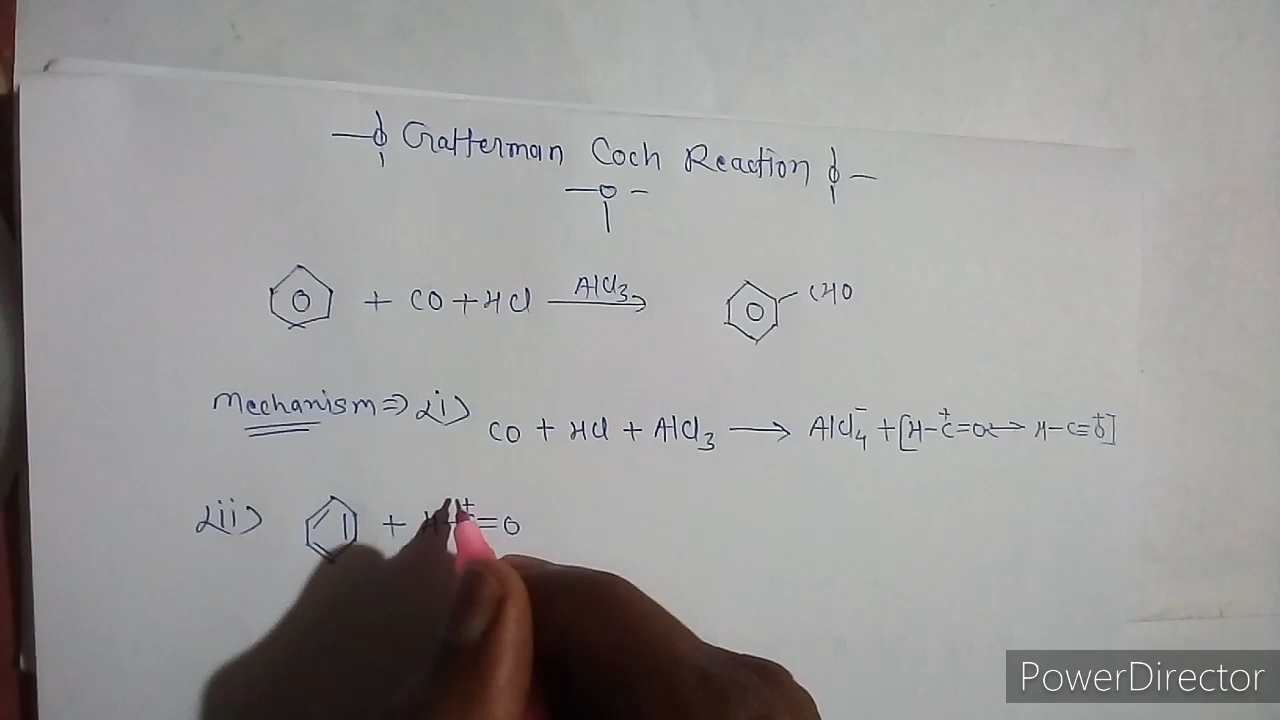 Gatterman Coch Reaction
+ CO + HCl AlCl3 → CHO
Mechanism ⇒ (i)
CO + HCl + AlCl3 → AlCl4⁻ + [H-C⁺=O ↔ H-C≡O⁺]
(ii) + H-C⁺=O
PowerDirector